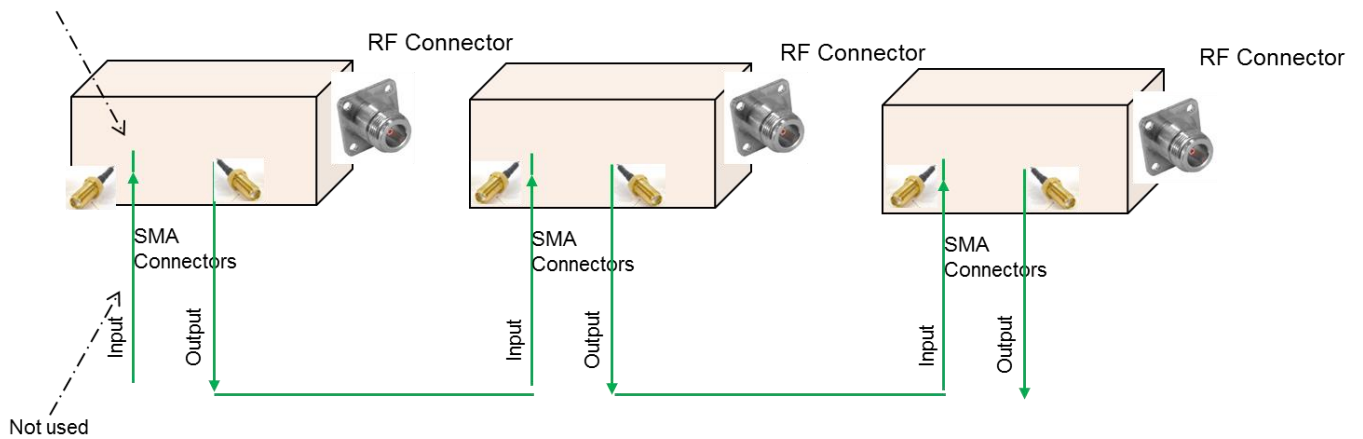 RF Connector
RF Connector
RF Connector
SMA
Connectors
SMA
Connectors
SMA
Connectors
Input
Output
Input
Output
Input
Output
Not used